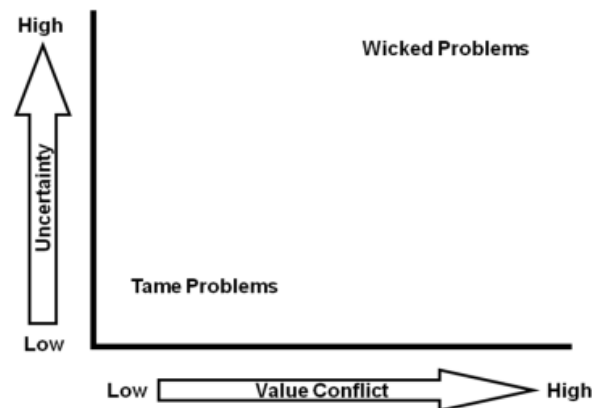 High
Wicked Problems
Uncertainty
Tame Problems
Low
Low Value Conflict High